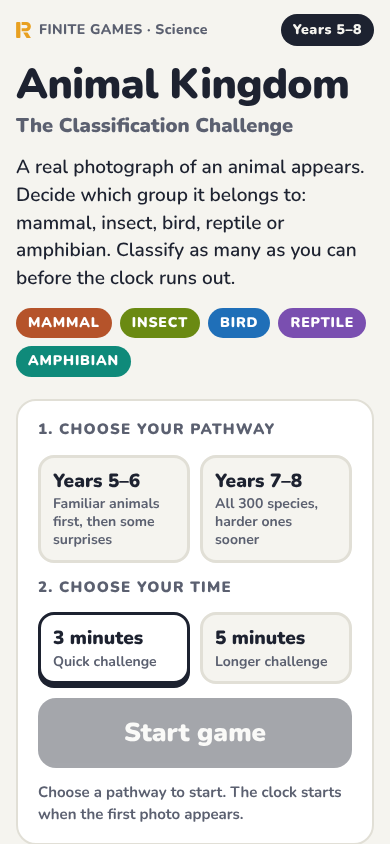 FINITE GAMES · Science
Years 5–8
Animal Kingdom
The Classification Challenge
A real photograph of an animal appears.
Decide which group it belongs to:
mammal, insect, bird, reptile or
amphibian. Classify as many as you can
before the clock runs out.
MAMMAL
INSECT
BIRD
REPTILE
AMPHIBIAN
1. CHOOSE YOUR PATHWAY
Years 5–6
Familiar animals
first, then some
surprises
Years 7–8
All 300 species,
harder ones
sooner
2. CHOOSE YOUR TIME
3 minutes
Quick challenge
5 minutes
Longer challenge
Start game
Choose a pathway to start. The clock starts
when the first photo appears.